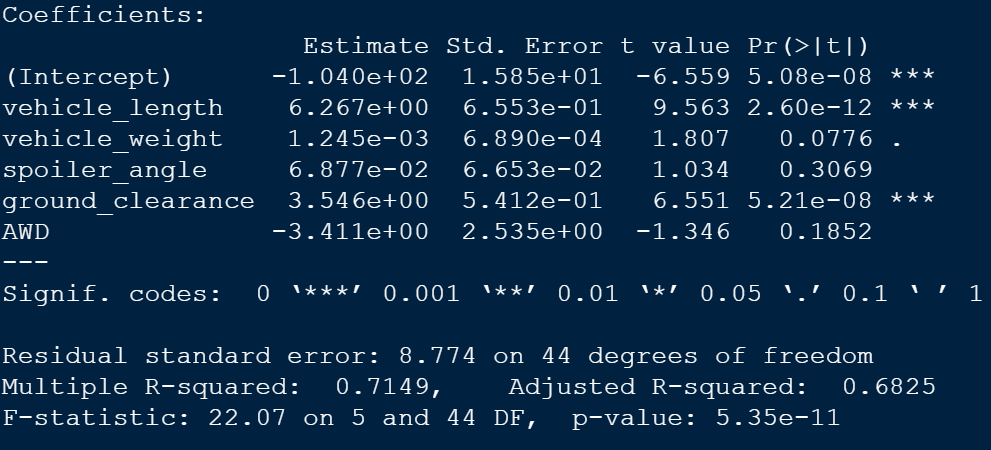 Coefficients:
Estimate Std. Error t value Pr(>|t|)
(Intercept) -1.040e+02 1.585e+01 -6.559 5.08e-08 ***
vehicle_length 6.267e+00 6.553e-01 9.563 2.60e-12 ***
vehicle_weight 1.245e-03 6.890e-04 1.807 0.0776 .
spoiler_angle 6.877e-02 6.653e-02 1.034 0.3069
ground_clearance 3.546e+00 5.412e-01 6.551 5.21e-08 ***
AWD -3.411e+00 2.535e+00 -1.346 0.1852
---
Signif. codes: 0 ‘***’ 0.001 ‘**’ 0.01 ‘*’ 0.05 ‘.’ 0.1 ‘ ’ 1
Residual standard error: 8.774 on 44 degrees of freedom
Multiple R-squared: 0.7149, Adjusted R-squared: 0.6825
F-statistic: 22.07 on 5 and 44 DF, p-value: 5.35e-11